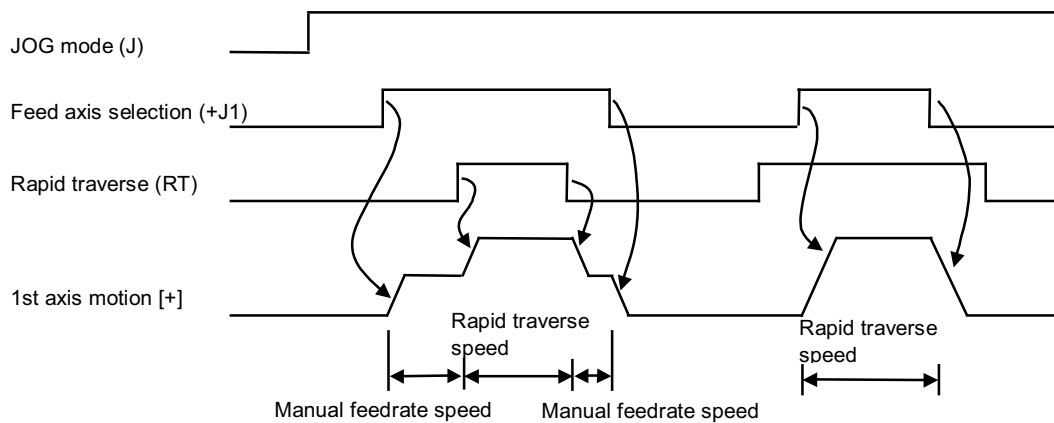 JOG mode (J)
Feed axis selection (+J1)
Rapid traverse (RT)
1st axis motion [+]
Rapid traverse
speed
Rapid traverse
speed
Manual feedrate speed
Manual feedrate speed